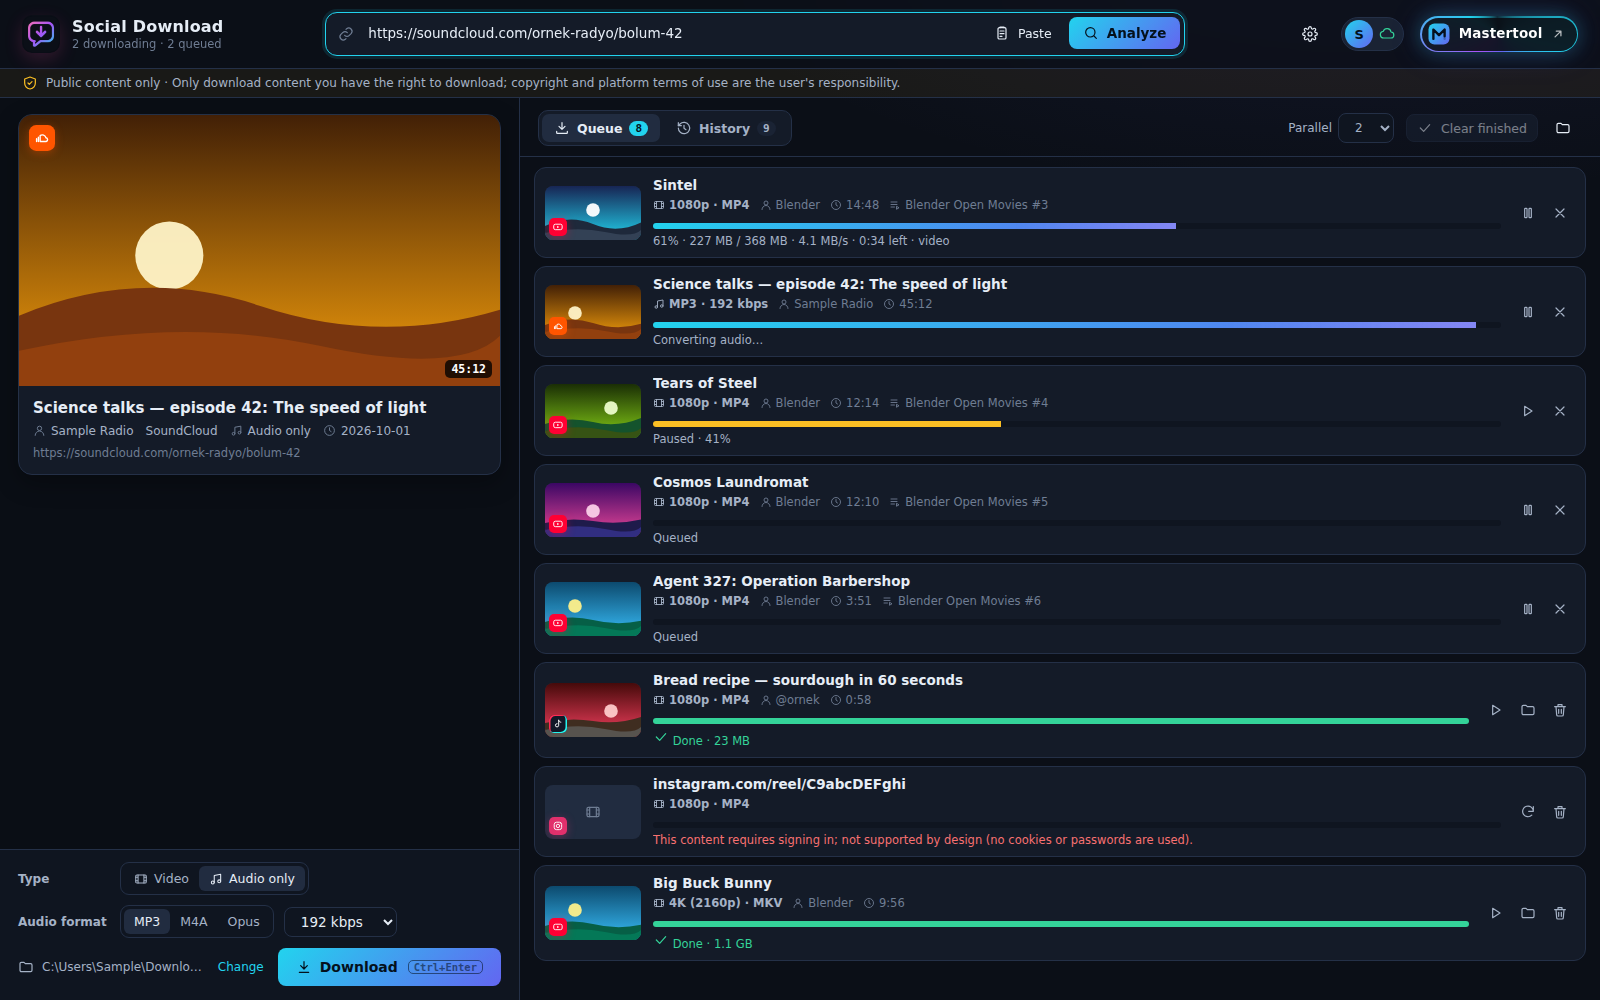 Social Download
2 downloading · 2 queued
https://soundcloud.com/ornek-radyo/bolum-42
Paste
Analyze
S
Mastertool
Public content only · Only download content you have the right to download; copyright and platform terms of use are the user's responsibility.
45:12
Science talks — episode 42: The speed of light
Sample Radio SoundCloud Audio only 2026-10-01
https://soundcloud.com/ornek-radyo/bolum-42
Type Video Audio only
Audio format MP3 M4A Opus 192 kbps
C:\Users\Sample\Downlo... Change Download Ctrl+Enter
Queue 8 History 9 Parallel 2 Clear finished
Sintel
1080p · MP4 Blender 14:48 Blender Open Movies #3
61% · 227 MB / 368 MB · 4.1 MB/s · 0:34 left · video
Science talks — episode 42: The speed of light
MP3 · 192 kbps Sample Radio 45:12
Converting audio...
Tears of Steel
1080p · MP4 Blender 12:14 Blender Open Movies #4
Paused · 41%
Cosmos Laundromat
1080p · MP4 Blender 12:10 Blender Open Movies #5
Queued
Agent 327: Operation Barbershop
1080p · MP4 Blender 3:51 Blender Open Movies #6
Queued
Bread recipe — sourdough in 60 seconds
1080p · MP4 @ornek 0:58
Done · 23 MB
instagram.com/reel/C9abcDEFghi
1080p · MP4
This content requires signing in; not supported by design (no cookies or passwords are used).
Big Buck Bunny
4K (2160p) · MKV Blender 9:56
Done · 1.1 GB